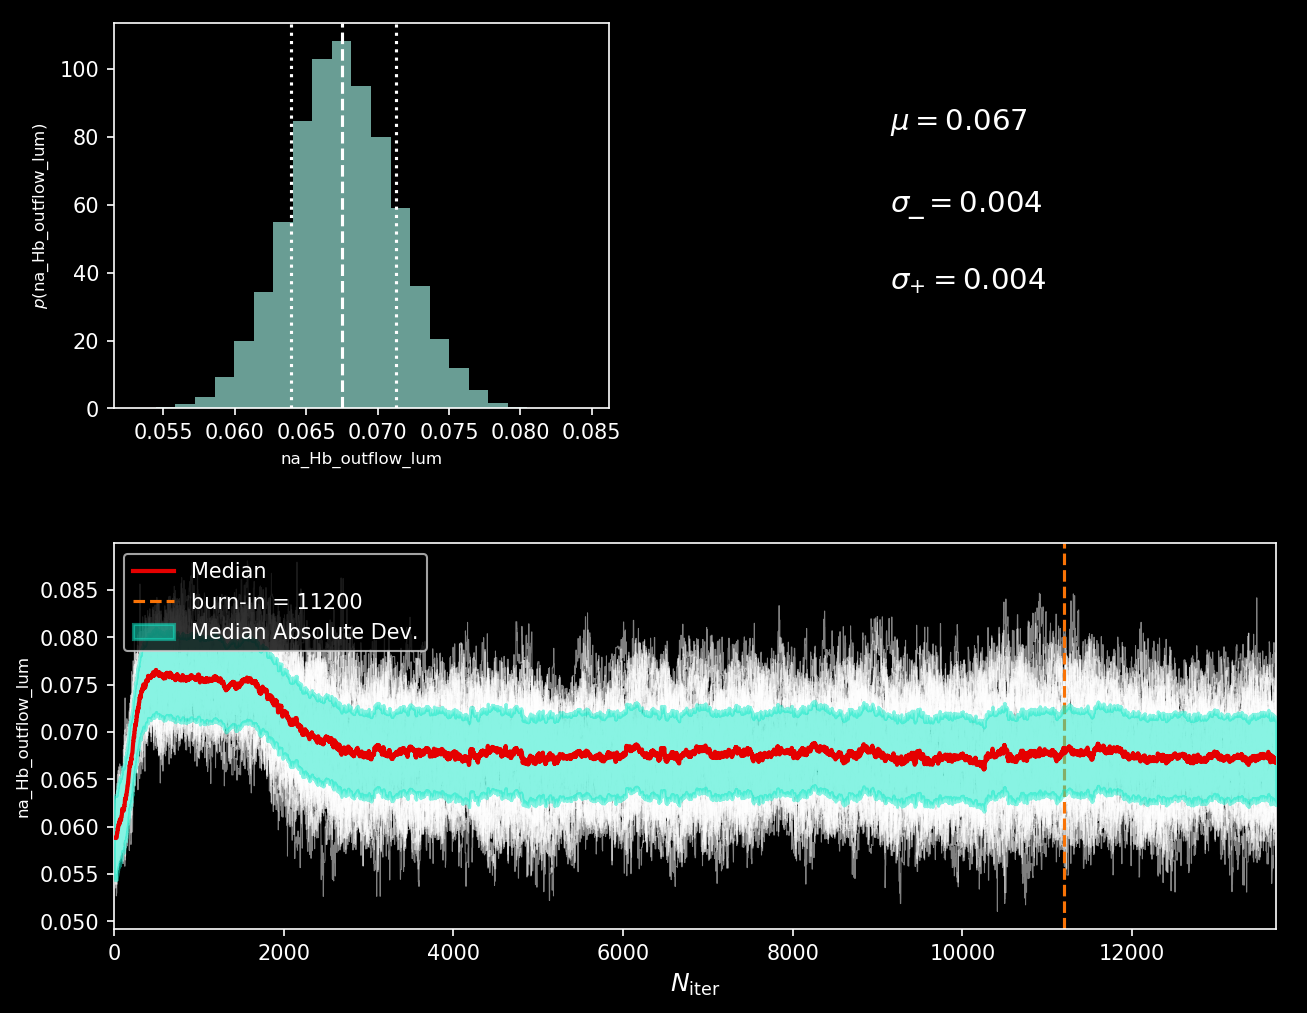 100
80
60
40
20
0
p(na_Hb_outflow_lum)
0.055 0.060 0.065 0.070 0.075 0.080 0.085
na_Hb_outflow_lum
μ = 0.067
σ₋ = 0.004
σ₊ = 0.004
Median
burn-in = 11200
Median Absolute Dev.
0.085
0.080
0.075
0.070
0.065
0.060
0.055
0.050
na_Hb_outflow_lum
0 2000 4000 6000 8000 10000 12000
N_iter